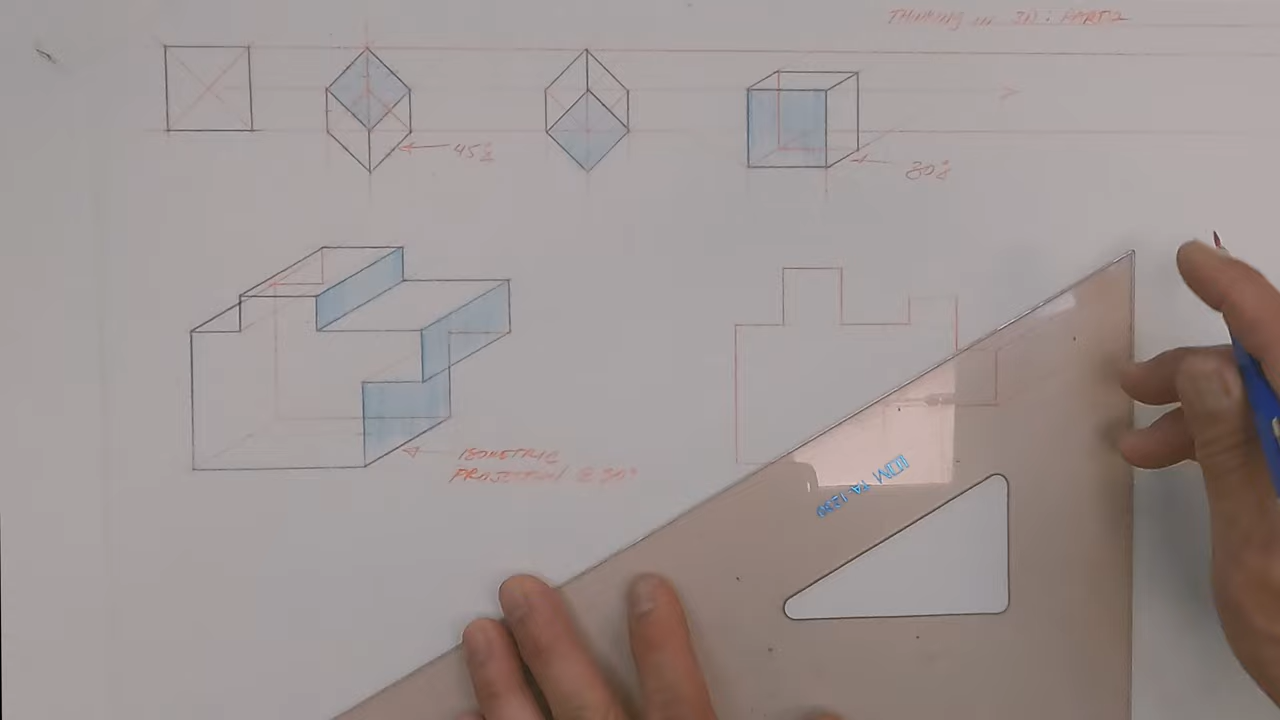 THINKING IN 3D: PART 2
45°
30°
ISOMETRIC
PROJECTION @ 30°